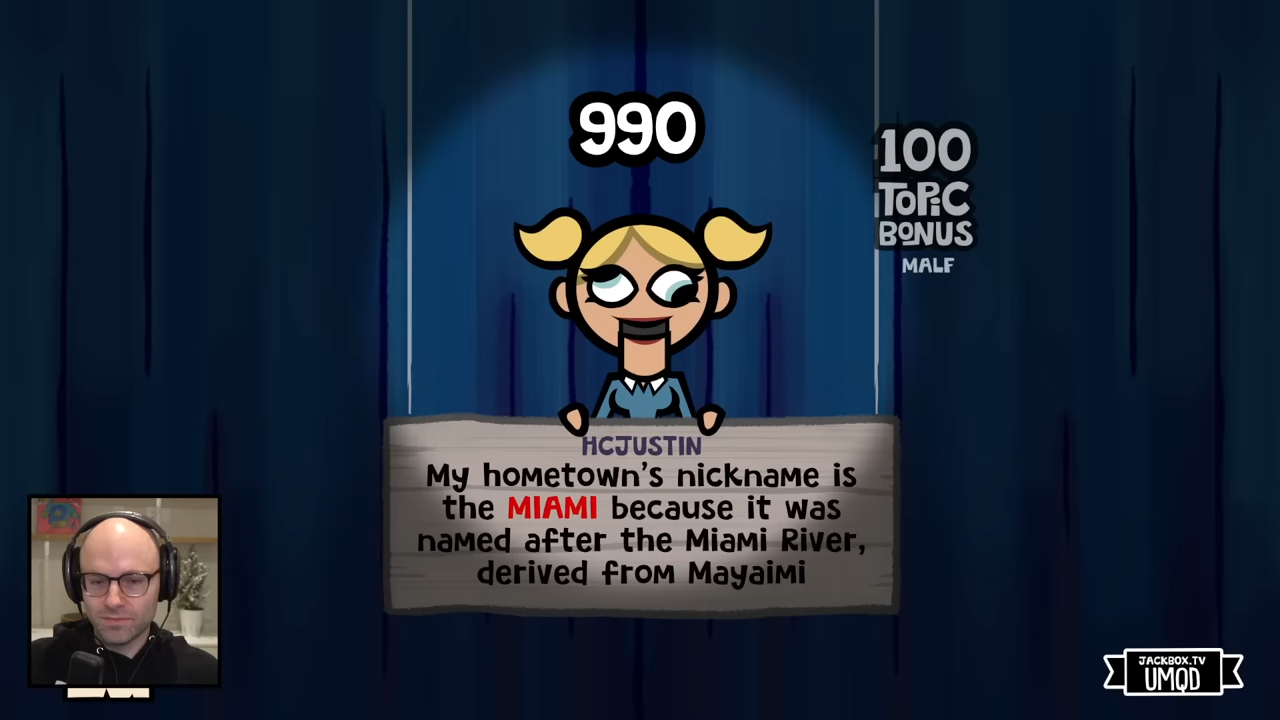 990
100
TOPIC
BONUS
MALF
HCJUSTIN
My hometown's nickname is
the MIAMI because it was
named after the Miami River,
derived from Mayaimi
JACKBOX.TV
UMQD